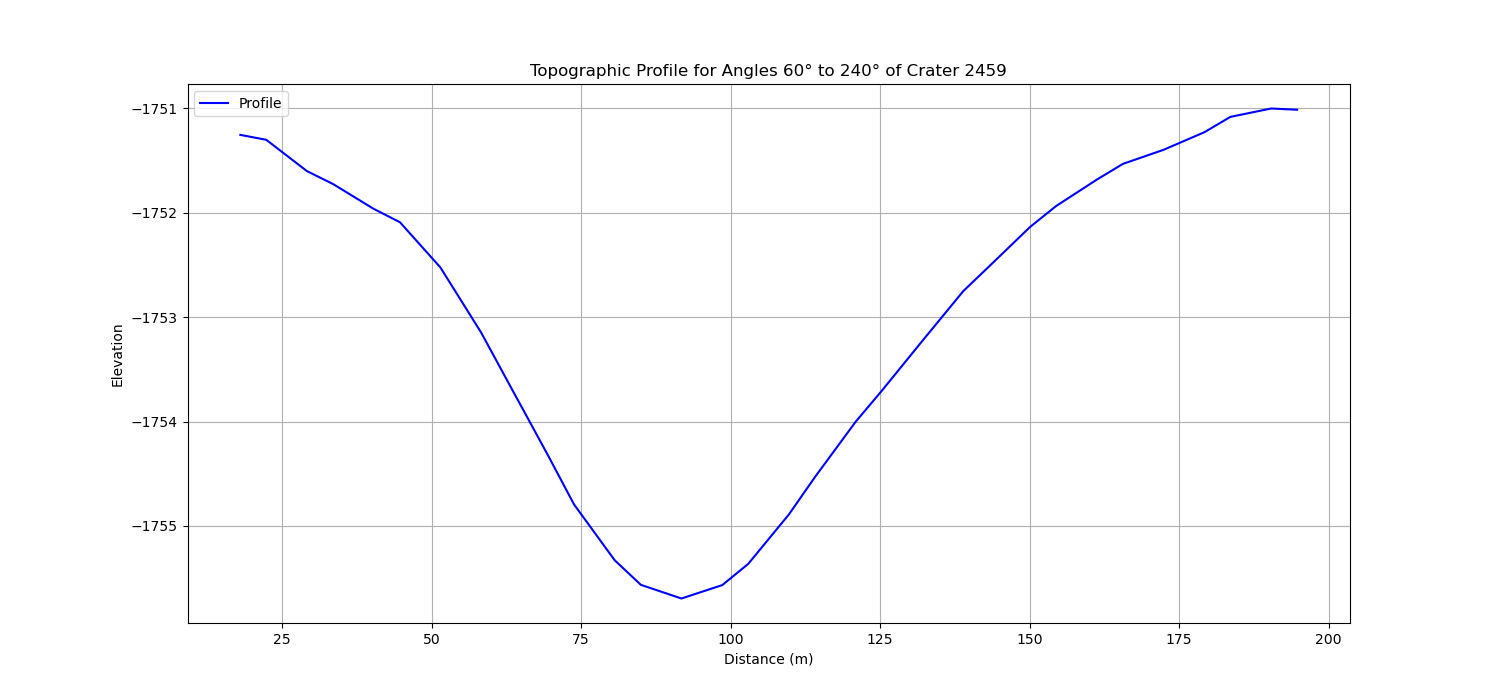 Topographic Profile for Angles 60° to 240° of Crater 2459
Profile
−1751
−1752
−1753
−1754
−1755
Elevation
25 50 75 100 125 150 175 200
Distance (m)